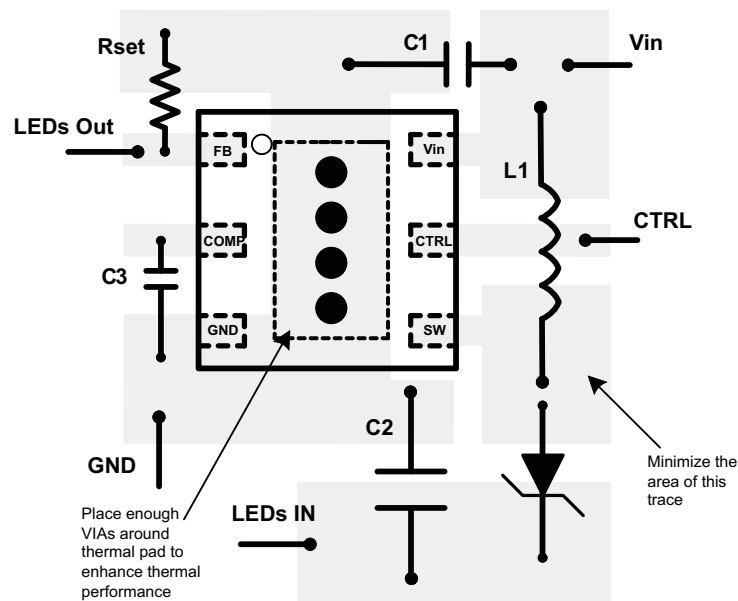 C1
Vin
Rset
LEDs Out
FB
Vin
L1
COMP
CTRL
CTRL
C3
GND
SW
C2
GND
Minimize the
area of this
trace
Place enough
VIAs around
thermal pad to
enhance thermal
performance
LEDs IN